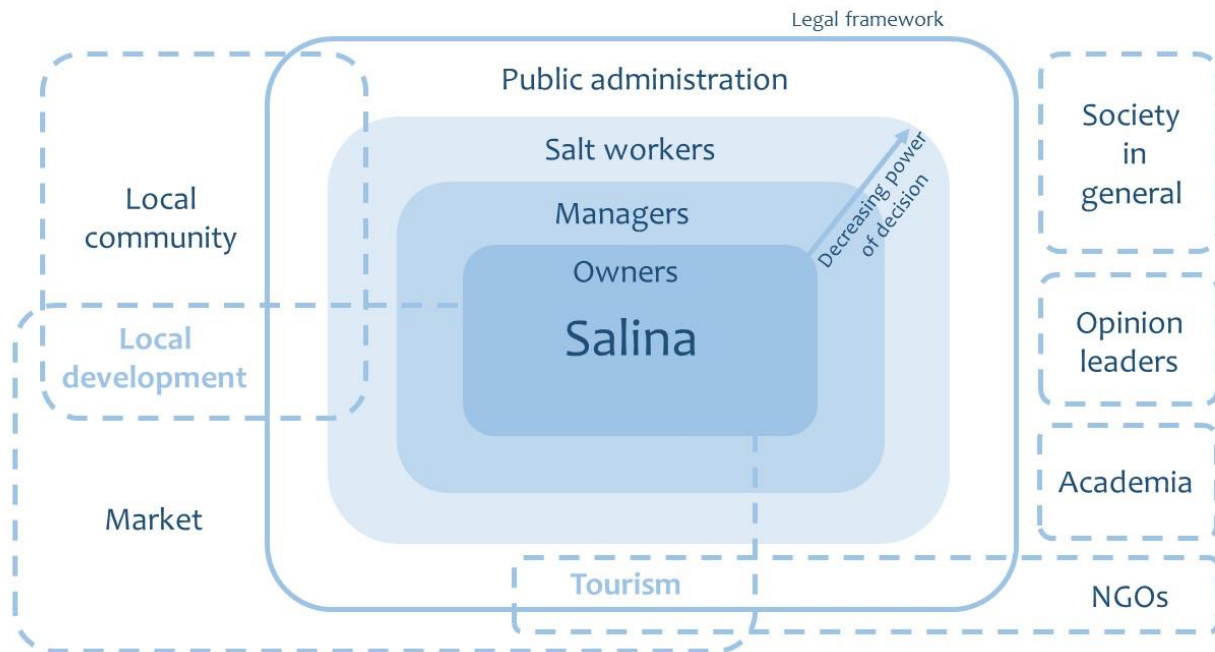 Legal framework
Public administration
Salt workers
Managers
Owners
Salina
Decreasing power
of decision
Local
community
Local
development
Market
Tourism
Society
in
general
Opinion
leaders
Academia
NGOs